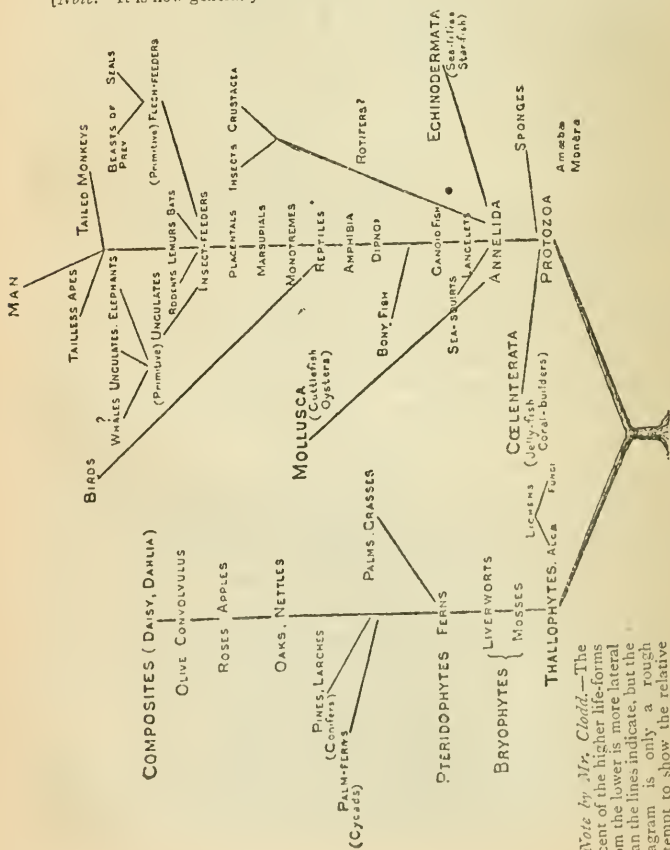 [Note. It is now generally
MAN
TAILLESS APES
TAILED MONKEYS
BEASTS OF PREY
SEALS
?
WHALES UNGULATES. ELEPHANTS
(Primitive) UNGULATES
RODENTS LEMURS BATS
(Primitive) FLESH-FEEDERS
BIRDS
INSECT-FEEDERS
PLACENTALS
INSECTS CRUSTACEA
MARSUPIALS
MONOTREMES
REPTILES
AMPHIBIA
ROTIFERS?
DIPNOI
BONY FISH
GANOID FISH
MOLLUSCA
(Cuttlefish
Oysters)
SEA-SQUIRTS
LANCELETS
ECHINODERMATA
(Sea-lilies
Star-fish)
ANNELIDA
SPONGES
CŒLENTERATA
(Jelly-fish
Coral-builders)
PROTOZOA
Amœbæ
Monera
COMPOSITES (DAISY, DAHLIA)
OLIVE CONVOLVULUS
ROSES APPLES
OAKS. NETTLES
PINES, LARCHES
(Conifers)
PALM-FERNS
(Cycads)
PALMS. GRASSES
PTERIDOPHYTES FERNS
BRYOPHYTES { LIVERWORTS
MOSSES
LICHENS
THALLOPHYTES. ALGÆ FUNGI
Note by Mr. Clodd.—The
cent of the higher life-forms
om the lower is more lateral
an the lines indicate, but the
agram is only a rough
tempt to show the relative